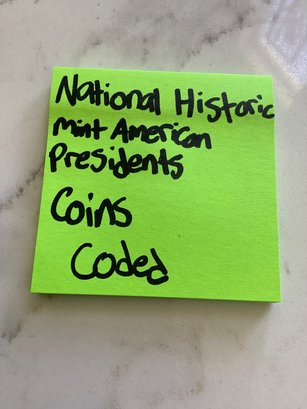 National Historic
Mint American
Presidents
Coins
Coded